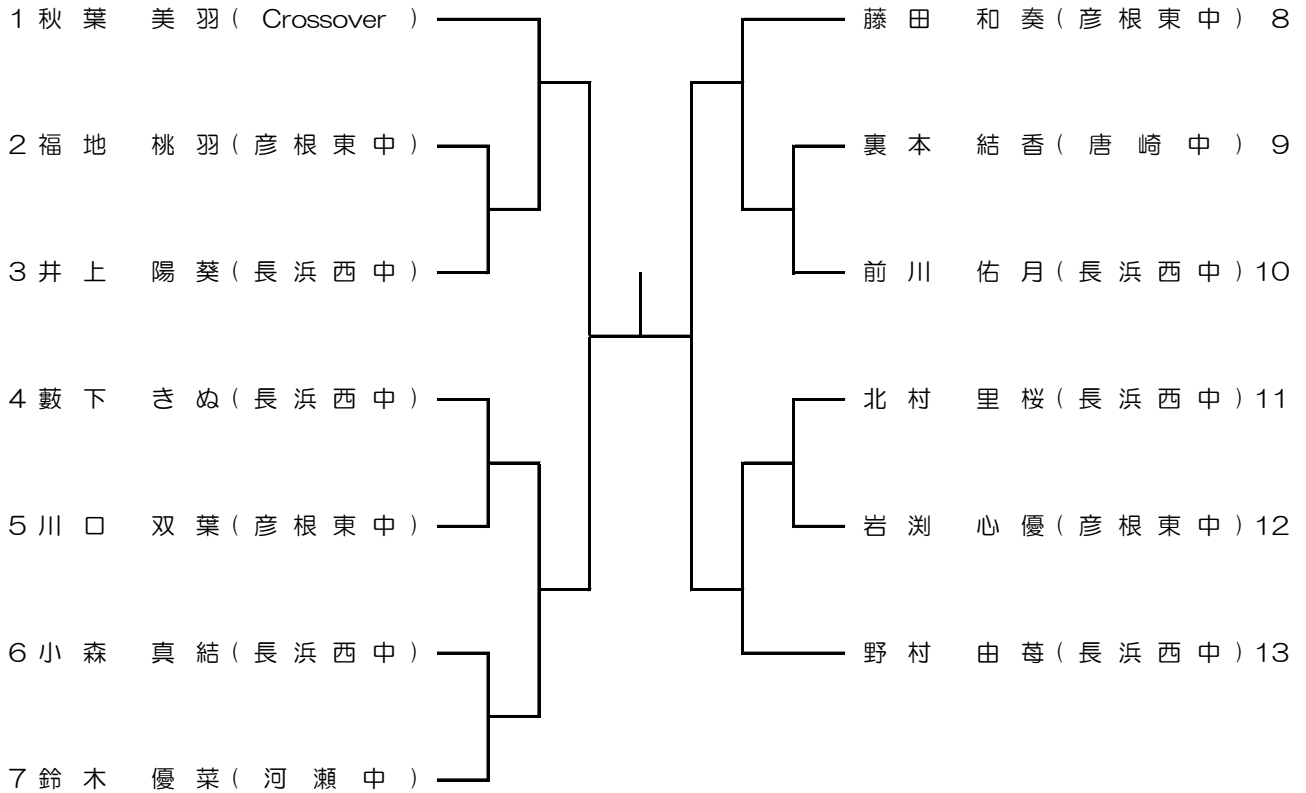 1 秋葉 美羽 ( Crossover )
2 福地 桃羽 ( 彦根東中 )
3 井上 陽葵 ( 長浜西中 )
4 藪下 きぬ ( 長浜西中 )
5 川口 双葉 ( 彦根東中 )
6 小森 真結 ( 長浜西中 )
7 鈴木 優菜 ( 河瀬中 )
藤田 和奏 ( 彦根東中 ) 8
裏本 結香 ( 唐崎中 ) 9
前川 佑月 ( 長浜西中 ) 10
北村 里桜 ( 長浜西中 ) 11
岩渕 心優 ( 彦根東中 ) 12
野村 由苺 ( 長浜西中 ) 13